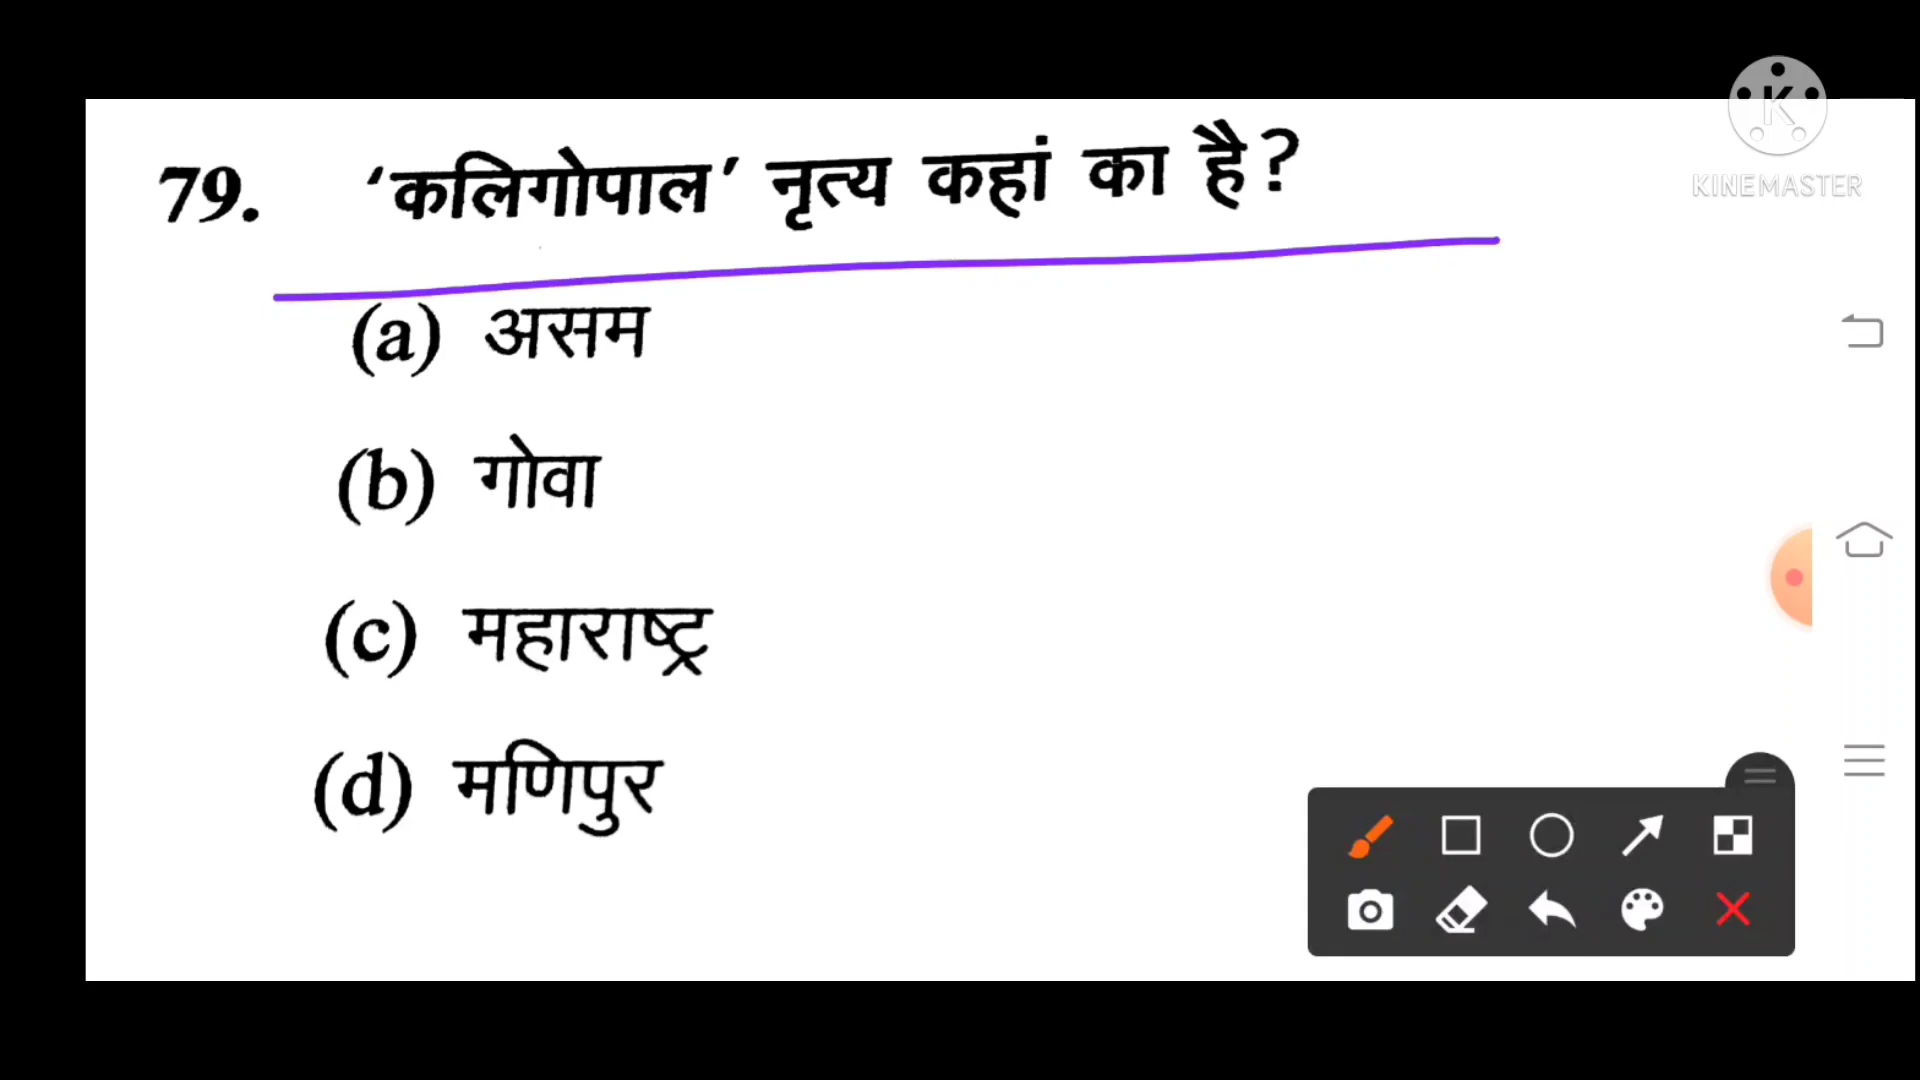 KINEMASTER
79. 'कलिगोपाल' नृत्य कहां का है?
(a) असम
(b) गोवा
(c) महाराष्ट्र
(d) मणिपुर